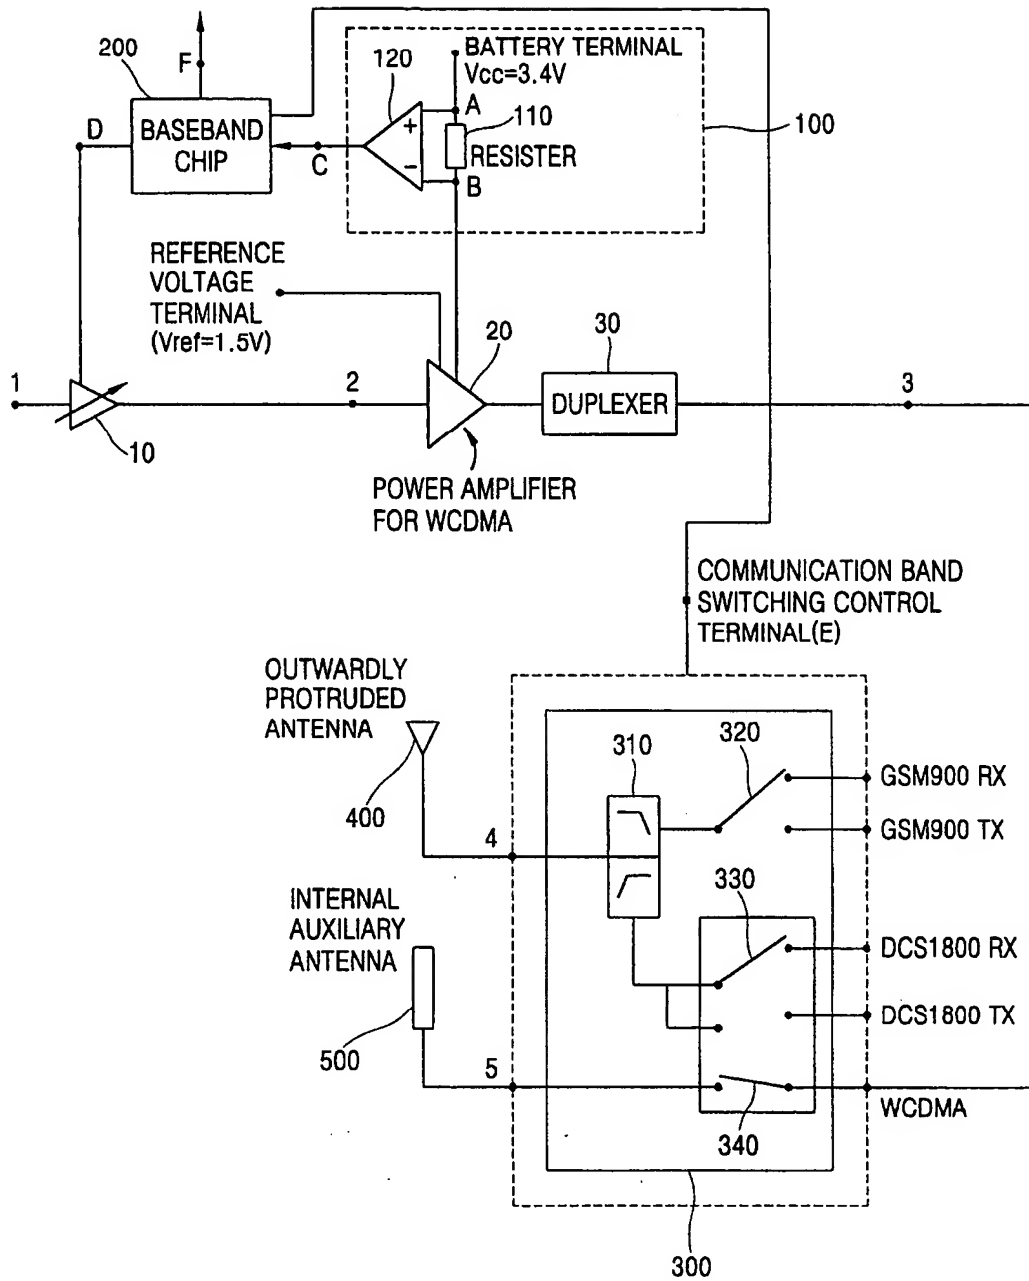 200
F
D
BASEBAND
CHIP
C
120
+
−
BATTERY TERMINAL
Vcc=3.4V
A
110
RESISTER
B
100
REFERENCE
VOLTAGE
TERMINAL
(Vref=1.5V)
1
10
2
20
30
DUPLEXER
3
POWER AMPLIFIER
FOR WCDMA
COMMUNICATION BAND
SWITCHING CONTROL
TERMINAL(E)
OUTWARDLY
PROTRUDED
ANTENNA
400
4
310
320
GSM900 RX
GSM900 TX
INTERNAL
AUXILIARY
ANTENNA
500
5
330
DCS1800 RX
DCS1800 TX
340
WCDMA
300